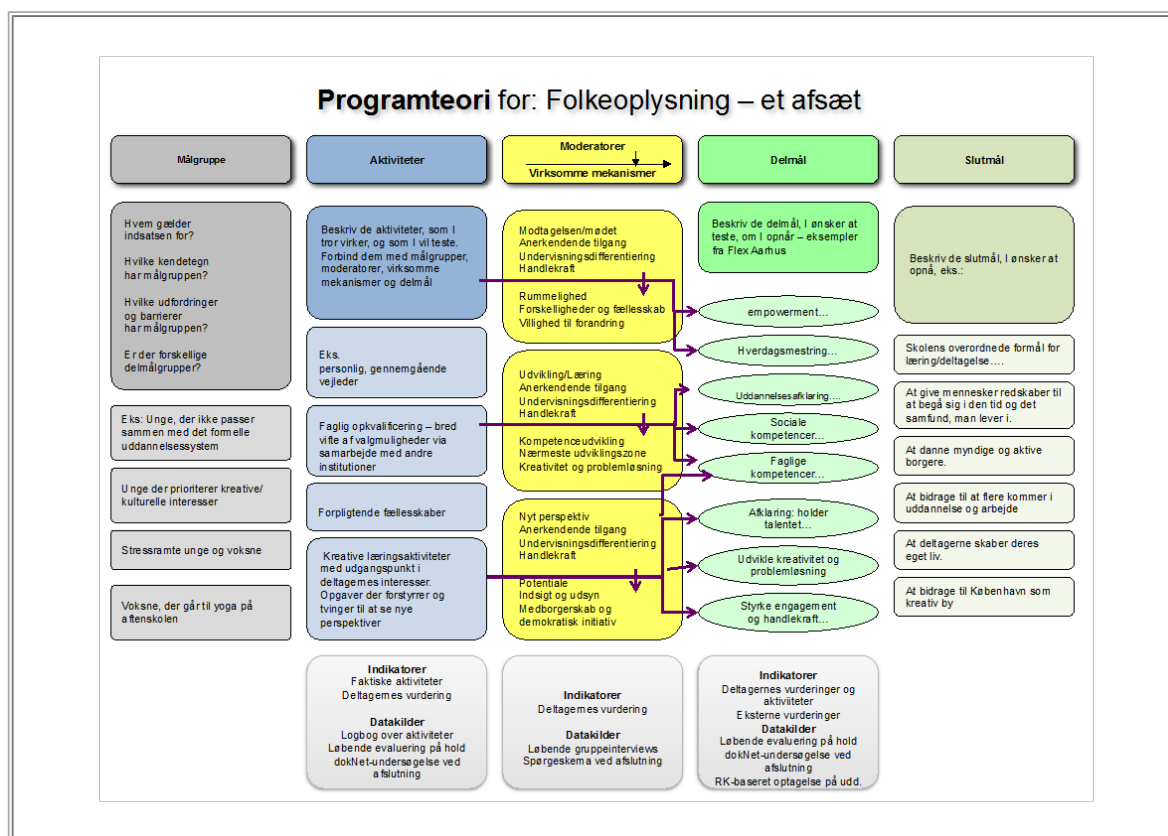 Programteori for: Folkeoplysning – et afsæt
Målgruppe
Hvem gælder
indsatsen for?
Hvilke kendetegn
har målgruppen?
Hvilke udfordringer
og barrierer
har målgruppen?
Er der forskellige
delmålgrupper?
Eks: Unge, der ikke passer
sammen med det formelle
uddannelsessystem
Unge der prioriterer kreative/
kulturelle interesser
Stressramte unge og voksne
Voksne, der går til yoga på
aftenskolen
Aktiviteter
Beskriv de aktiviteter, som I
tror virker, og som I vil teste.
Forbind dem med målgrupper,
moderatorer, virksomme
mekanismer og delmål
Eks.
personlig, gennemgående
vejleder
Faglig opkvalificering – bred
vifte af valgmuligheder via
samarbejde med andre
institutioner
Forpligtende fællesskaber
Kreative læringsaktiviteter
med udgangspunkt i
deltagernes interesser.
Opgaver der forstyrrer og
tvinger til at se nye
perspektiver
Indikatorer
Faktiske aktiviteter
Deltagernes vurdering
Datakilder
Logbog over aktiviteter
Løbende evaluering på hold
dokNet-undersøgelse ved
afslutning
Moderatorer
Virksomme mekanismer
Modtagelsen/mødet
Anerkendende tilgang
Undervisningsdifferentiering
Handlekraft
Rummelighed
Forskelligheder og fællesskab
Villighed til forandring
Udvikling/Læring
Anerkendende tilgang
Undervisningsdifferentiering
Handlekraft
Kompetenceudvikling
Nærmeste udviklingszone
Kreativitet og problemløsning
Nyt perspektiv
Anerkendende tilgang
Undervisningsdifferentiering
Handlekraft
Potentiale
Indsigt og udsyn
Medborgerskab og
demokratisk initiativ
Indikatorer
Deltagernes vurdering
Datakilder
Løbende gruppeinterviews
Spørgeskema ved afslutning
Delmål
Beskriv de delmål, I ønsker at
teste, om I opnår – eksempler
fra Flex Aarhus
empowerment…
Hverdagsmestring…
Uddannelsesafklaring….
Sociale
kompetencer…
Faglige
kompetencer…
Afklaring: holder
talentet…
Udvikle kreativitet og
problemløsning
Styrke engagement
og handlekraft…
Indikatorer
Deltagernes vurderinger og
aktiviiteter
Eksterne vurderinger
Datakilder
Løbende evaluering på hold
dokNet-undersøgelse ved
afslutning
RK-baseret optagelse på udd.
Slutmål
Beskriv de slutmål, I ønsker at
opnå, eks.:
Skolens overordnede formål for
læring/deltagelse….
At give mennesker redskaber til
at begå sig i den tid og det
samfund, man lever i.
At danne myndige og aktive
borgere.
At bidrage til at flere kommer i
uddannelse og arbejde
At deltagerne skaber deres
eget liv.
At bidrage til København som
kreativ by